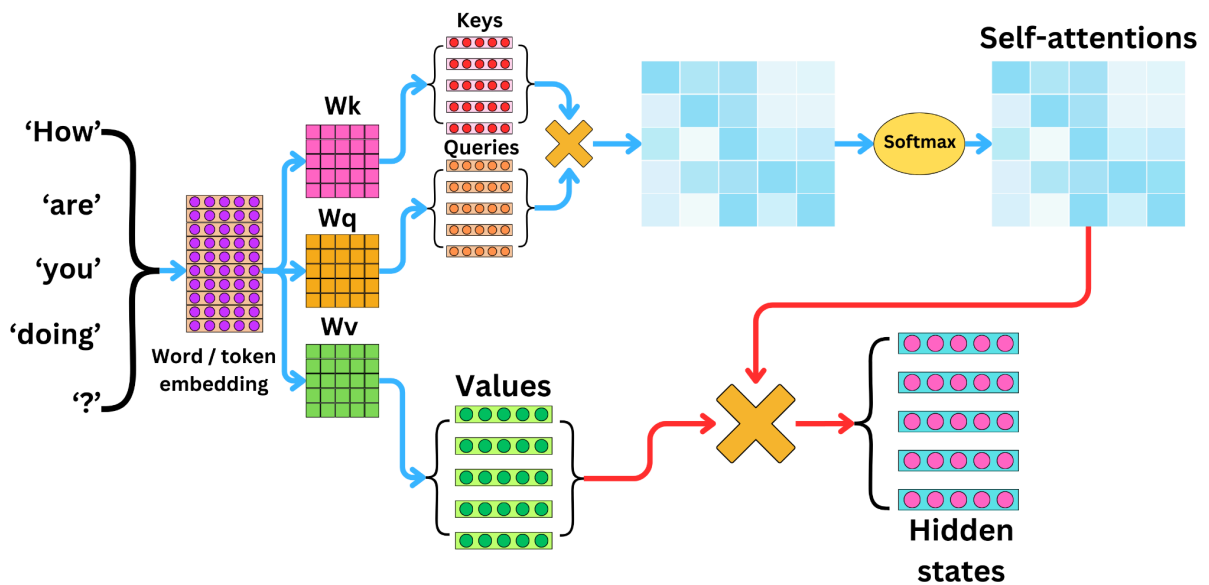 ‘How’
‘are’
‘you’
‘doing’
‘?’
Word / token
embedding
Wk
Wq
Wv
Keys
Queries
Values
Softmax
Self-attentions
Hidden
states